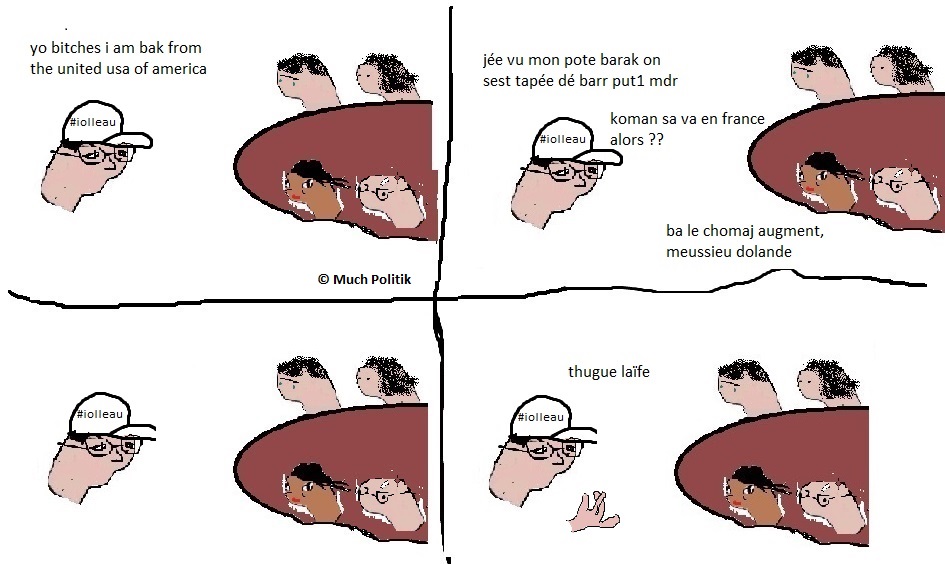 yo bitches i am bak from
the united usa of america
#iolleau
jée vu mon pote barak on
sest tapée dé barr put1 mdr
koman sa va en france
alors ??
#iolleau
ba le chomaj augment,
meussieu dolande
© Much Politik
#iolleau
thugue laïfe
#iolleau